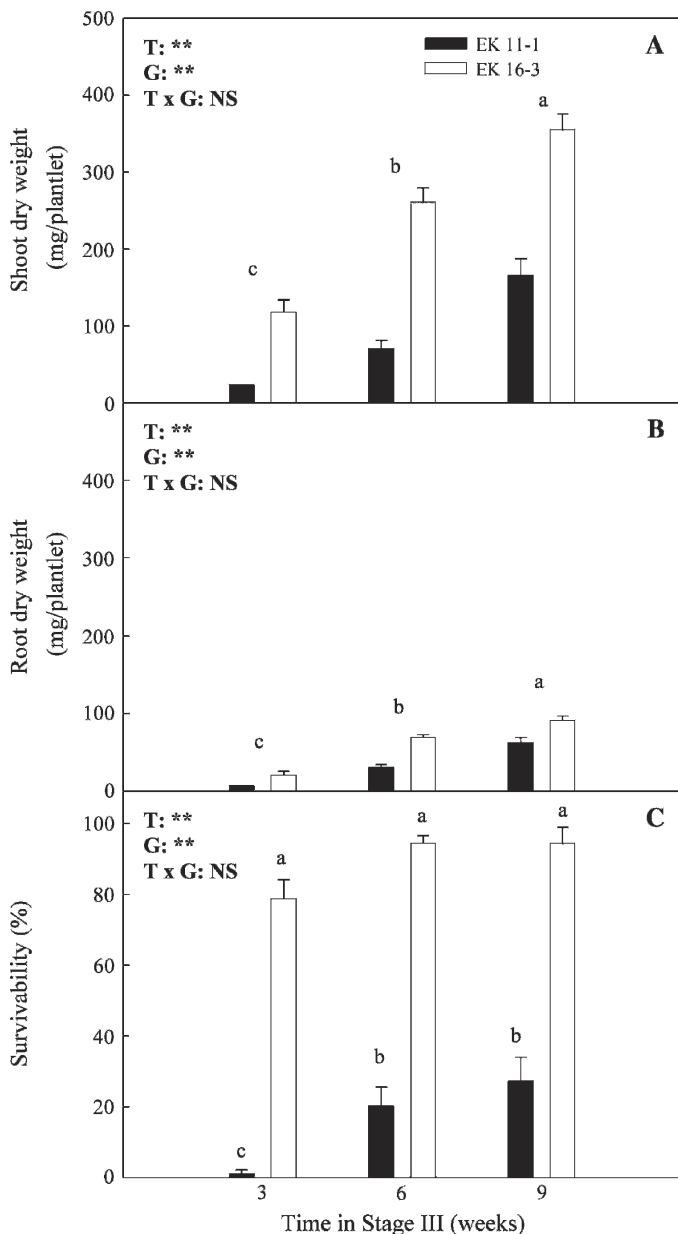 500
400
300
200
100
0
Shoot dry weight
(mg/plantlet)
T: **
G: **
T x G: NS
EK 11-1
EK 16-3
A
c
b
a
400
300
200
100
0
Root dry weight
(mg/plantlet)
T: **
G: **
T x G: NS
B
c
b
a
100
80
60
40
20
0
Survivability (%)
T: **
G: **
T x G: NS
C
c
a
b
a
b
a
3
6
9
Time in Stage III (weeks)